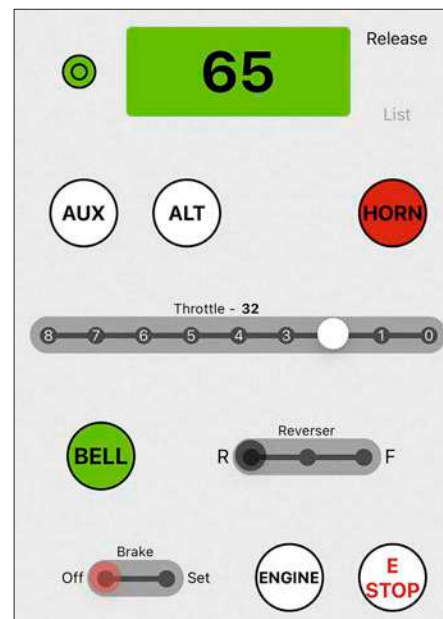 65
Release
List
AUX
ALT
HORN
Throttle - 32
8 7 6 5 4 3 1 0
BELL
Reverser
R F
Brake
Off Set
ENGINE
E
STOP